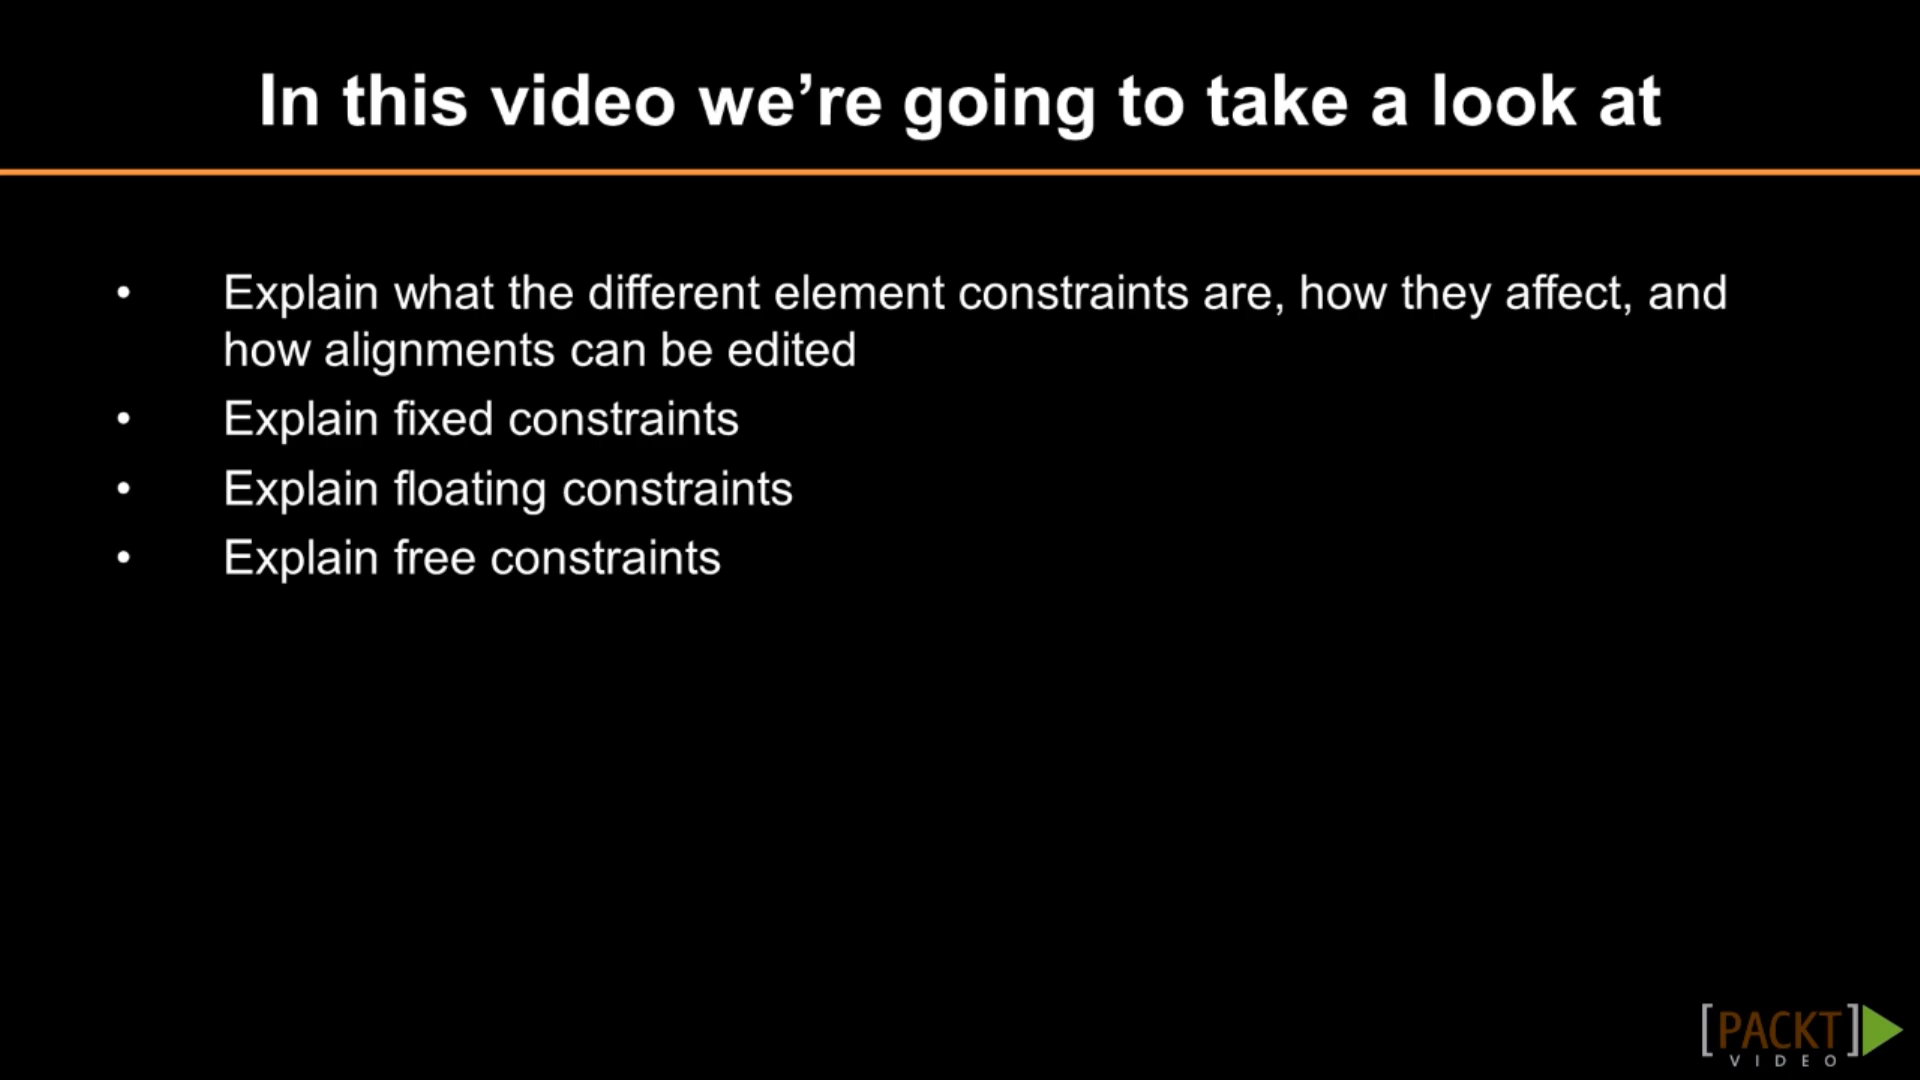 In this video we’re going to take a look at
• Explain what the different element constraints are, how they affect, and
how alignments can be edited
• Explain fixed constraints
• Explain floating constraints
• Explain free constraints
[PACKT]
VIDEO